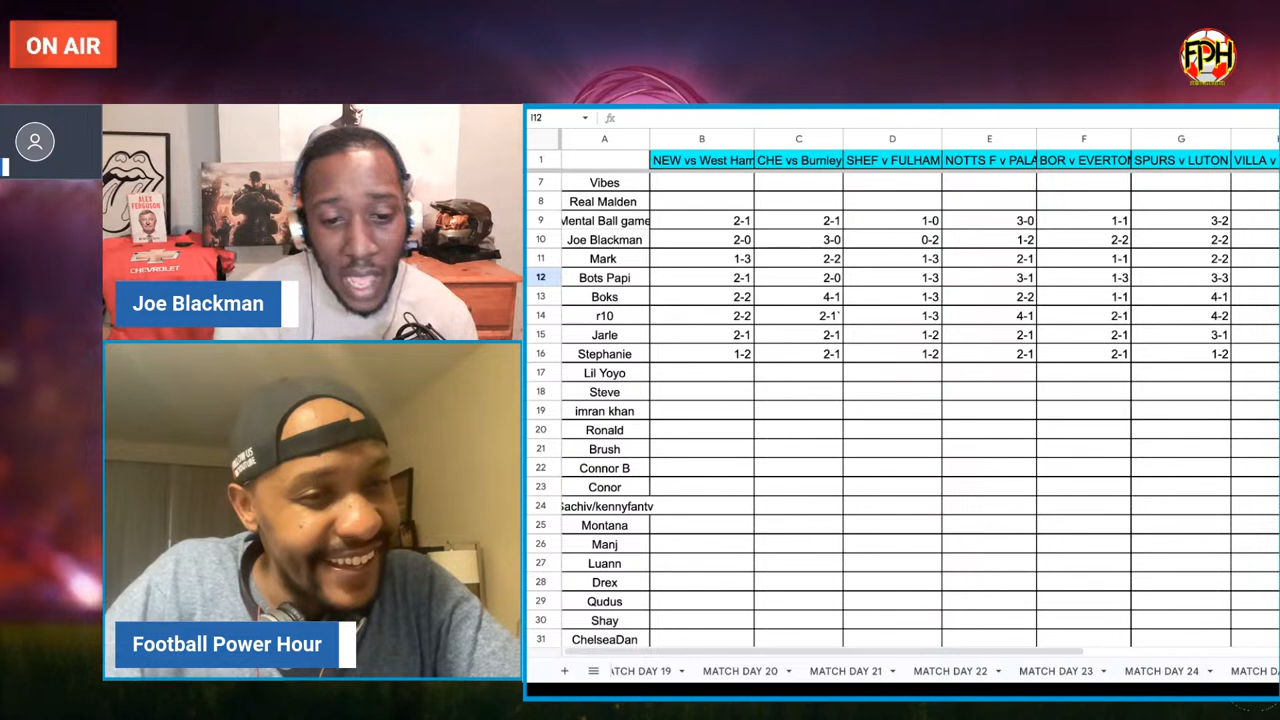 ON AIR
FPH
ALEX
FERGUSON
CHEVROLET
Joe Blackman
FOLLOW US
Football Power Hour
I12 fx
A B C D E F G
1 NEW vs West Ham CHE vs Burnley SHEF v FULHAM NOTTS F v PALA BOR v EVERTON SPURS v LUTON VILLA v
7 Vibes
8 Real Malden
9 Mental Ball game 2-1 2-1 1-0 3-0 1-1 3-2
10 Joe Blackman 2-0 3-0 0-2 1-2 2-2 2-2
11 Mark 1-3 2-2 1-3 2-1 1-1 2-2
12 Bots Papi 2-1 2-0 1-3 3-1 1-3 3-3
13 Boks 2-2 4-1 1-3 2-2 1-1 4-1
14 r10 2-2 2-1` 1-3 4-1 2-1 4-2
15 Jarle 2-1 2-1 1-2 2-1 2-1 3-1
16 Stephanie 1-2 2-1 1-2 2-1 2-1 1-2
17 Lil Yoyo
18 Steve
19 imran khan
20 Ronald
21 Brush
22 Connor B
23 Conor
24 Sachiv/kennyfantv
25 Montana
26 Manj
27 Luann
28 Drex
29 Qudus
30 Shay
31 ChelseaDan
+ ATCH DAY 19 MATCH DAY 20 MATCH DAY 21 MATCH DAY 22 MATCH DAY 23 MATCH DAY 24 MATCH DA